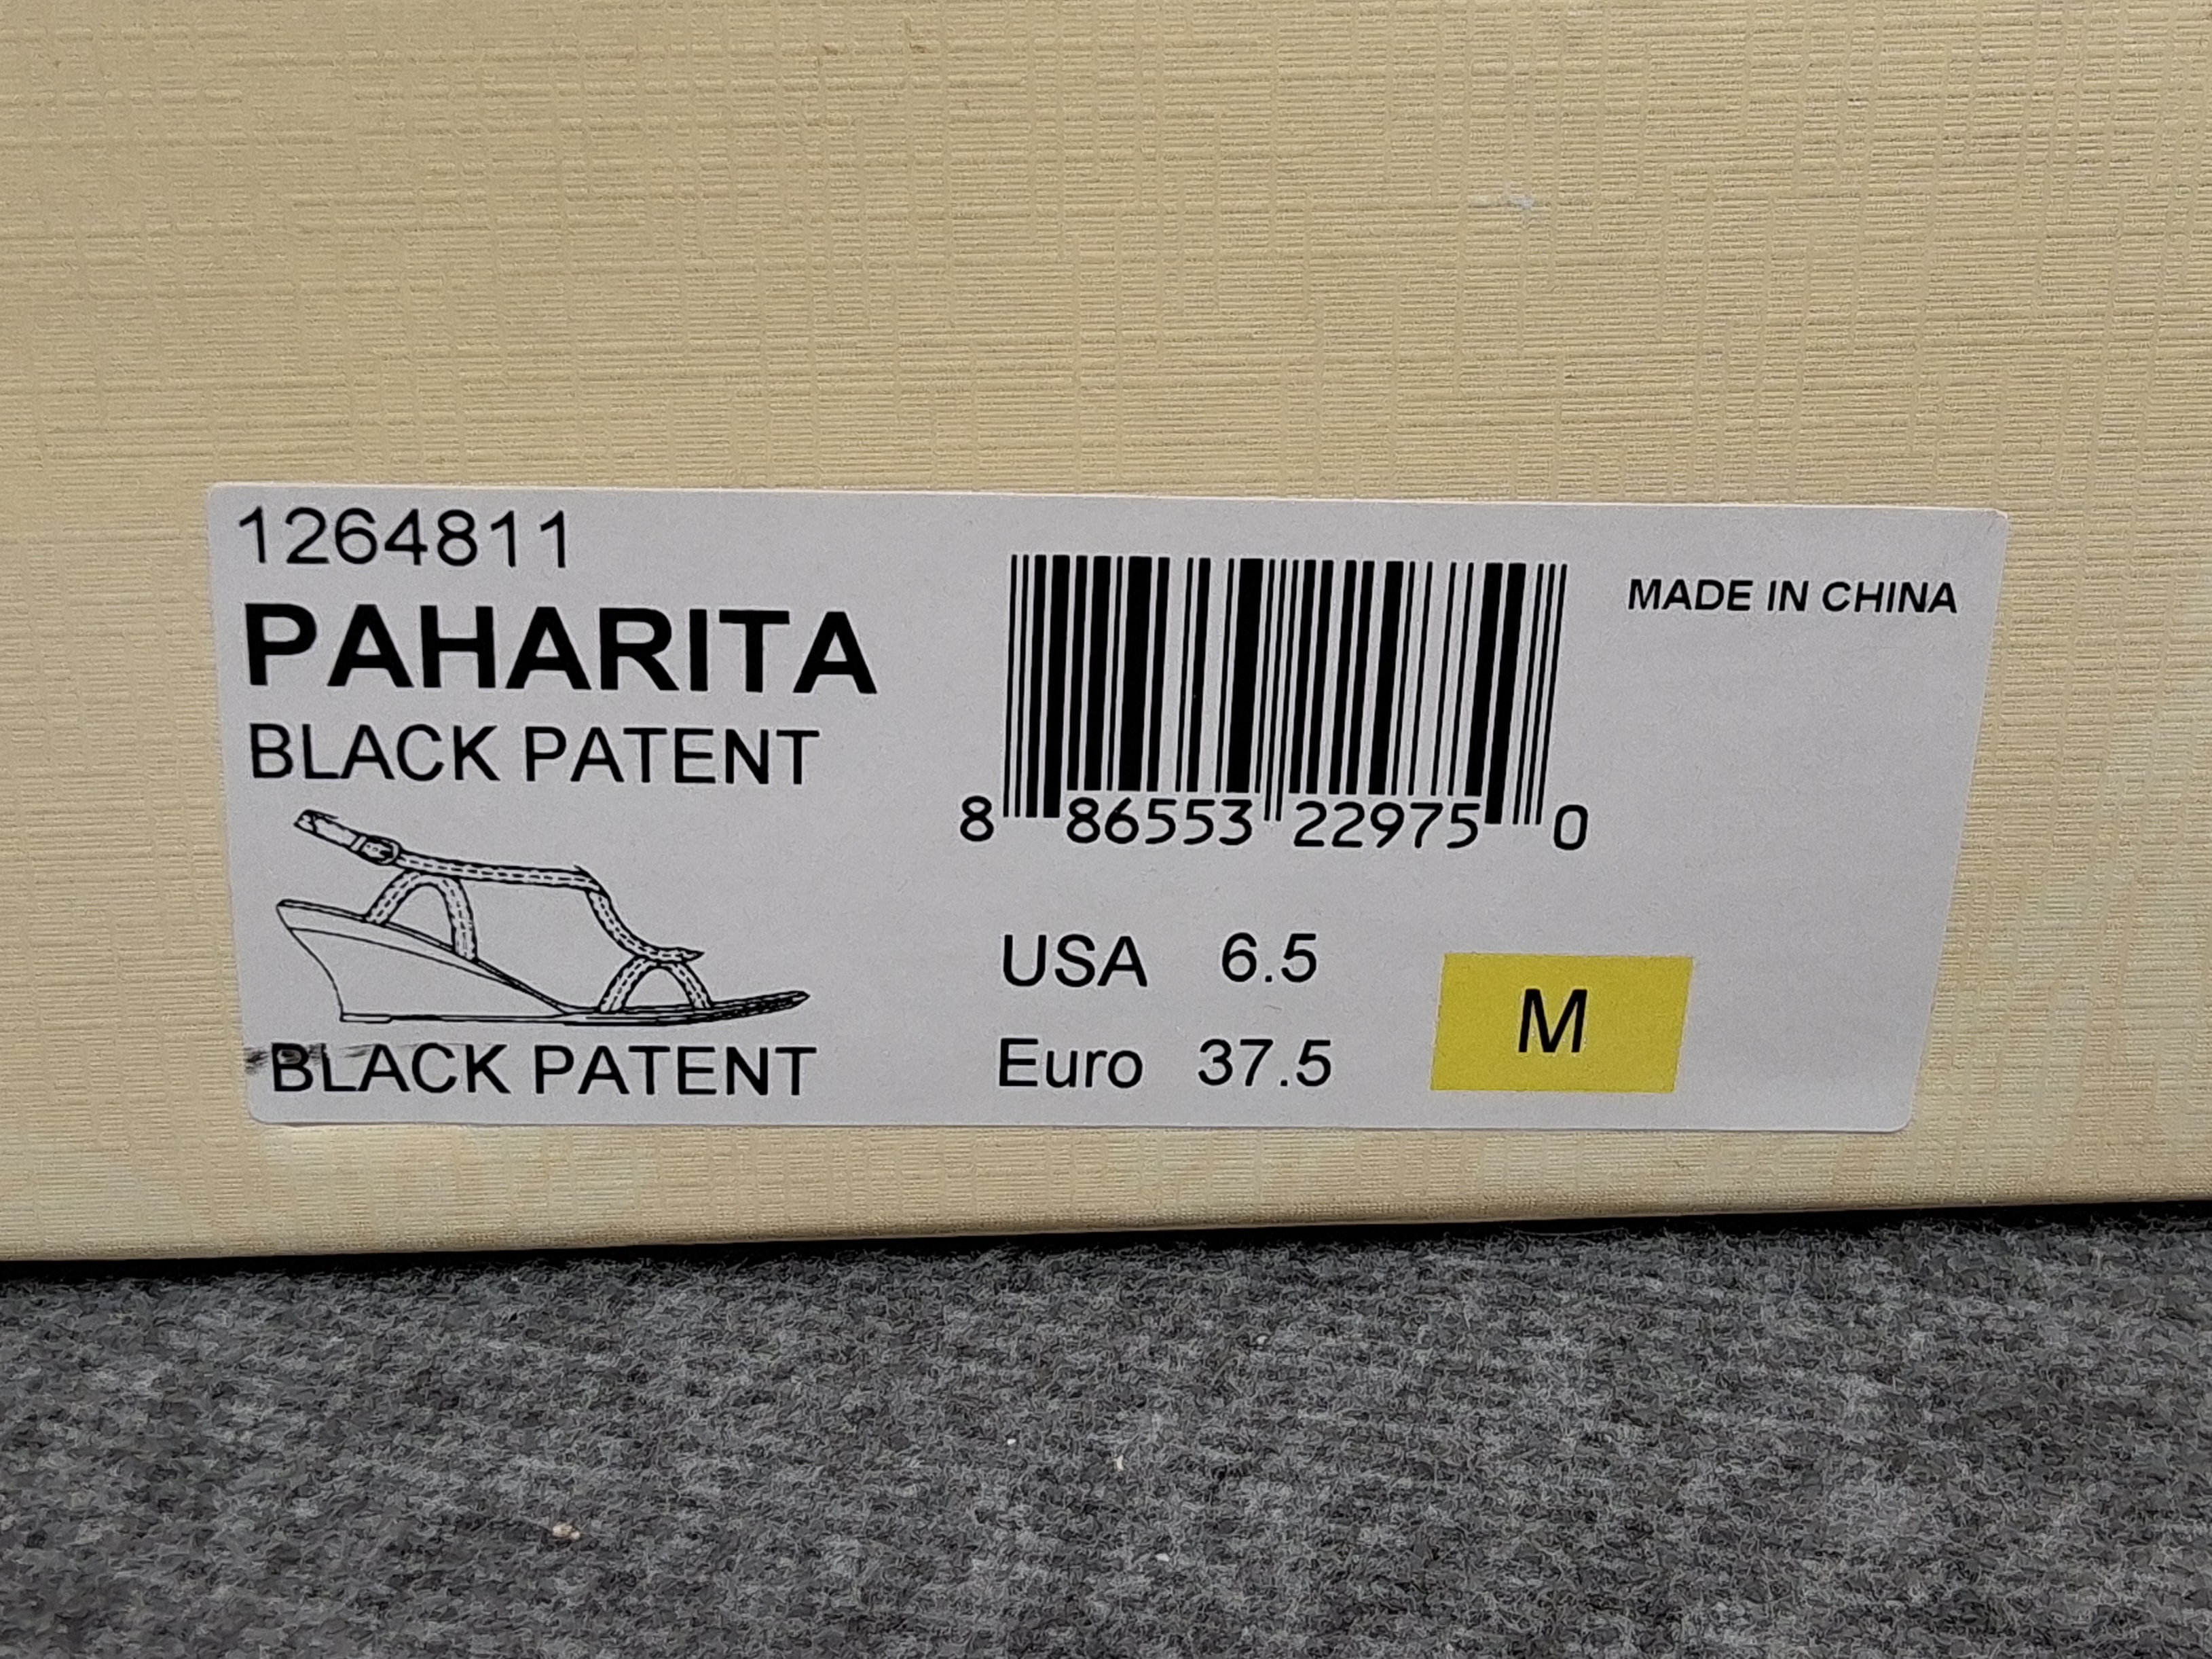 1264811
PAHARITA
BLACK PATENT
BLACK PATENT
8 86553 22975 0
MADE IN CHINA
USA 6.5
Euro 37.5
M